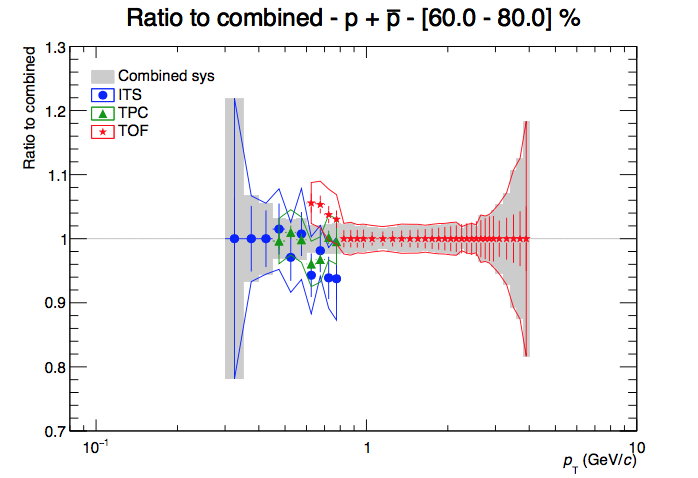 Ratio to combined - p + p̅ - [60.0 - 80.0] %
Ratio to combined
1.3
1.2
1.1
1
0.9
0.8
0.7
Combined sys
ITS
TPC
TOF
10⁻¹
1
10
p_T (GeV/c)